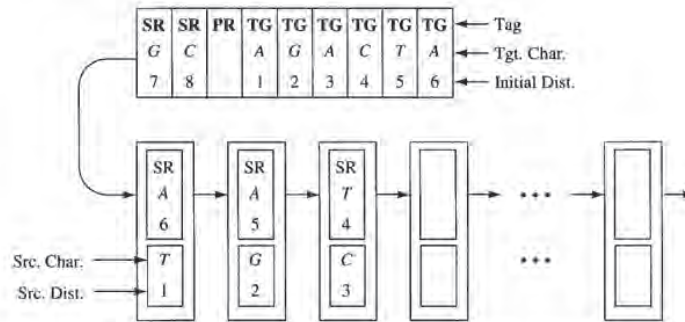 SR SR PR TG TG TG TG TG TG Tag
G C A G A C T A Tgt. Char.
7 8 1 2 3 4 5 6 Initial Dist.
SR SR SR
A A T
6 5 4
Src. Char. T G C
Src. Dist. 1 2 3